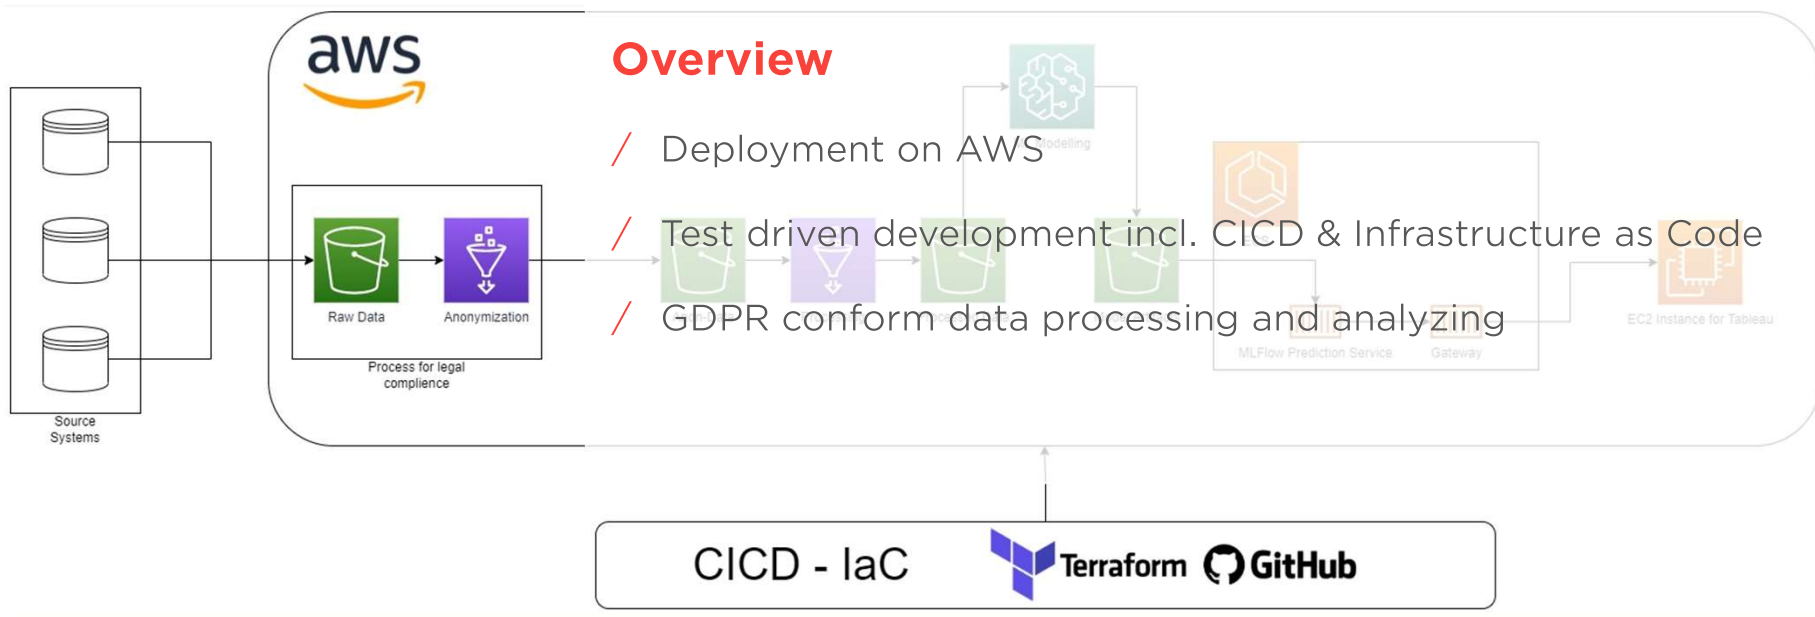 aws
Overview
Deployment on AWS
Modelling
Test driven development incl. CICD & Infrastructure as Code
GDPR conform data processing and analyzing
Raw Data
Anonymization
Process for legal
complience
Source
Systems
MLFlow Prediction Service
Gateway
EC2 Instance for Tableau
CICD - IaC
Terraform
GitHub